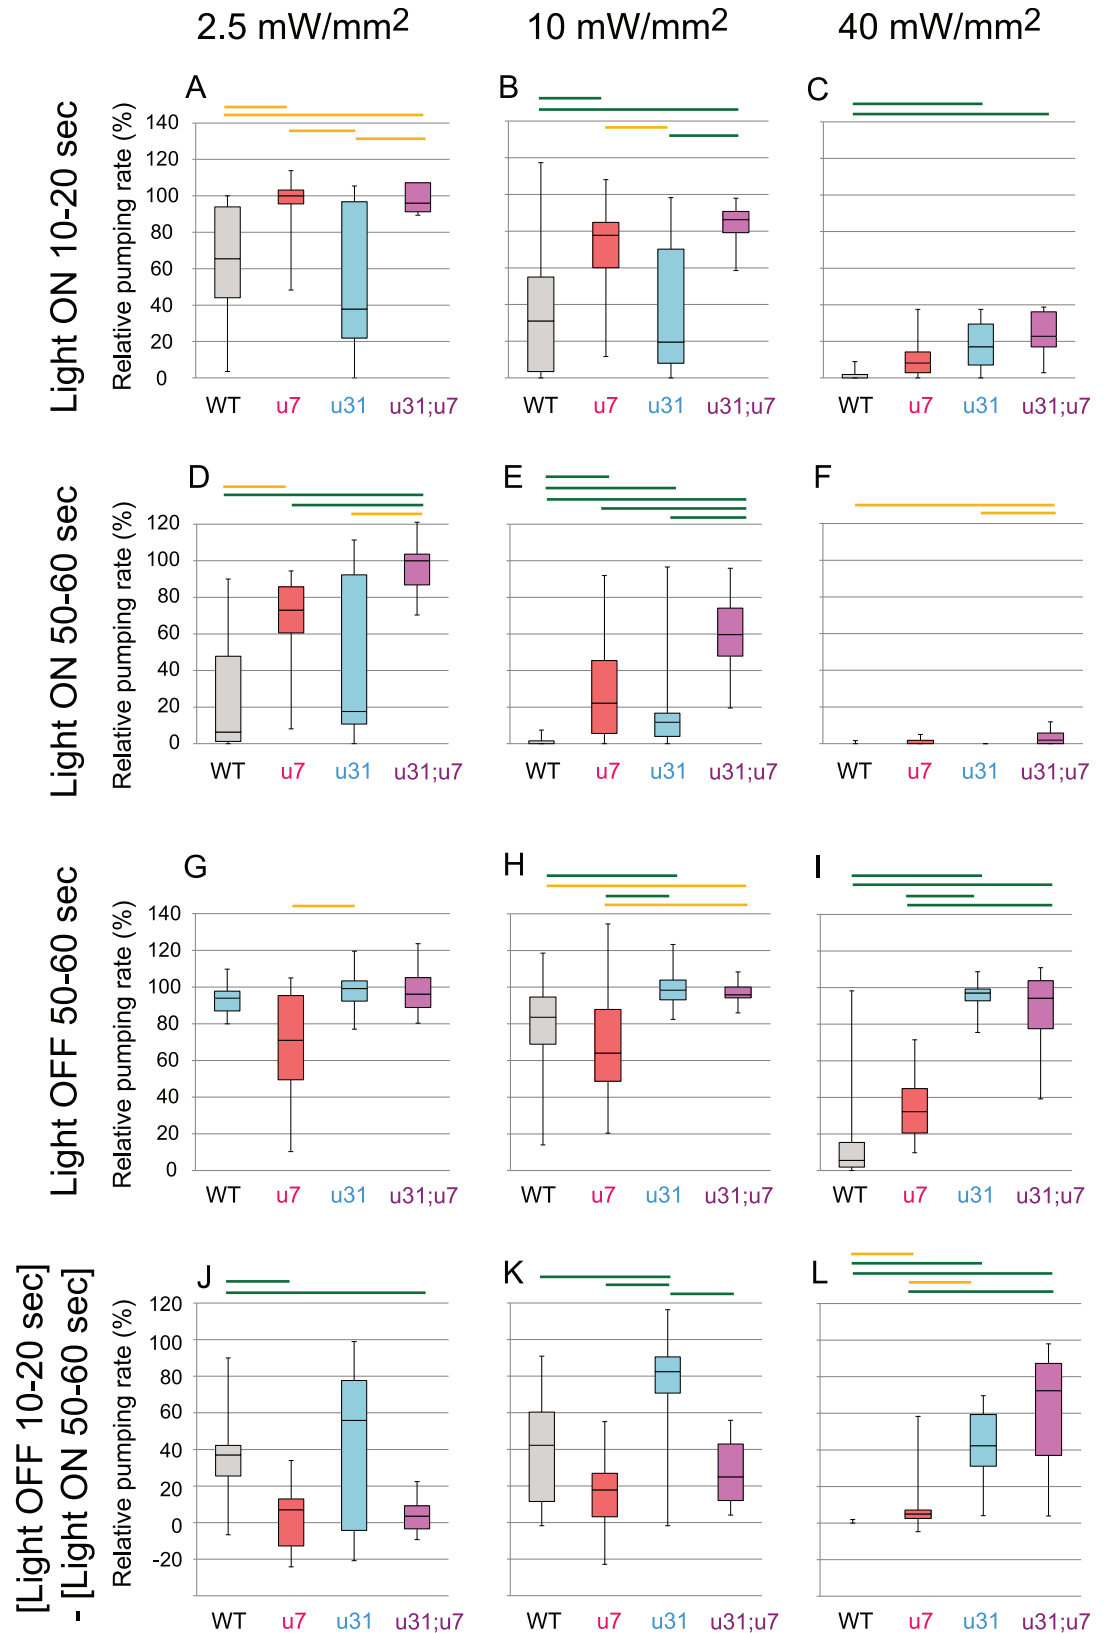 2.5 mW/mm2 10 mW/mm2 40 mW/mm2
Light ON 10-20 sec
A B C
Relative pumping rate (%)
140
120
100
80
60
40
20
0
WT u7 u31 u31;u7 WT u7 u31 u31;u7 WT u7 u31 u31;u7
Light ON 50-60 sec
D E F
Relative pumping rate (%)
120
100
80
60
40
20
0
WT u7 u31 u31;u7 WT u7 u31 u31;u7 WT u7 u31 u31;u7
Light OFF 50-60 sec
G H I
Relative pumping rate (%)
140
120
100
80
60
40
20
0
WT u7 u31 u31;u7 WT u7 u31 u31;u7 WT u7 u31 u31;u7
[Light OFF 10-20 sec]
- [Light ON 50-60 sec]
J K L
Relative pumping rate (%)
120
100
80
60
40
20
0
-20
WT u7 u31 u31;u7 WT u7 u31 u31;u7 WT u7 u31 u31;u7